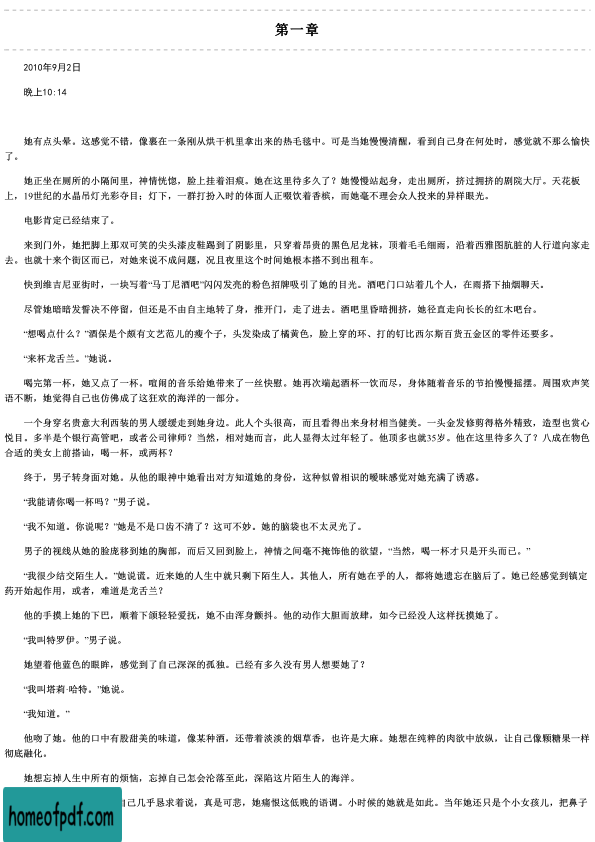 第一章
2010年9月2日
晚上10:14
她有点头晕。这感觉不错，像裹在一条刚从烘干机里拿出来的热毛毯中。可是当她慢慢清醒，看到自己身在何处时，感觉就不那么愉快
了。
她正坐在厕所的小隔间里，神情恍惚，脸上挂着泪痕。她在这里待多久了？她慢慢站起身，走出厕所，挤过拥挤的剧院大厅。天花板
上，19世纪的水晶吊灯光彩夺目；灯下，一群打扮入时的体面人正啜饮着香槟，而她毫不理会众人投来的异样眼光。
电影肯定已经结束了。
来到门外，她把脚上那双可笑的尖头漆皮鞋踢到了阴影里，只穿着昂贵的黑色尼龙袜，顶着毛毛细雨，沿着西雅图肮脏的人行道向家走
去。也就十来个街区而已，对她来说不成问题，况且夜里这个时间她根本搭不到出租车。
快到维吉尼亚街时，一块写着“马丁尼酒吧”闪闪发亮的粉色招牌吸引了她的目光。酒吧门口站着几个人，在雨搭下抽烟聊天。
尽管她暗暗发誓决不停留，但还是不由自主地转了身，推开门，走了进去。酒吧里昏暗拥挤，她径直走向长长的红木吧台。
“想喝点什么？”酒保是个颇有文艺范儿的瘦个子，头发染成了橘黄色，脸上穿的环、打的钉比西尔斯百货五金区的零件还要多。
“来杯龙舌兰。”她说。
喝完第一杯，她又点了一杯。喧闹的音乐给她带来了一丝快慰。她再次端起酒杯一饮而尽，身体随着音乐的节拍慢慢摇摆。周围欢声笑
语不断，她觉得自己也仿佛成了这狂欢的海洋的一部分。
一个身穿名贵意大利西装的男人缓缓走到她身边。此人个头很高，而且看得出来身材相当健美。一头金发修剪得格外精致，造型也赏心
悦目。多半是个银行高管吧，或者公司律师？当然，相对她而言，此人显得太过年轻了。他顶多也就35岁。他在这里待多久了？八成在物色
合适的美女上前搭讪，喝一杯，或两杯？
终于，男子转身面对她。从他的眼神中她看出对方知道她的身份，这种似曾相识的暧昧感觉对她充满了诱惑。
“我能请你喝一杯吗？”男子说。
“我不知道。你说呢？”她是不是口齿不清了？这可不妙。她的脑袋也不太灵光了。
男子的视线从她的脸庞移到她的胸部，而后又回到脸上，神情之间毫不掩饰他的欲望，“当然，喝一杯才只是开头而已。”
“我很少结交陌生人。”她说谎。近来她的人生中就只剩下陌生人。其他人，所有她在乎的人，都将她遗忘在脑后了。她已经感觉到镇定
药开始起作用，或者，难道是龙舌兰？
他的手摸上她的下巴，顺着下颌轻轻爱抚，她不由浑身颤抖。他的动作大胆而放肆，如今已经没人这样抚摸她了。
“我叫特罗伊。”男子说。
她望着他蓝色的眼眸，感觉到了自己深深的孤独。已经有多久没有男人想要她了？
“我叫塔莉·哈特。”她说。
“我知道。”
他吻了她。他的口中有股甜美的味道，像某种酒，还带着淡淡的烟草香，也许是大麻。她想在纯粹的肉欲中放纵，让自己像颗糖果一样
彻底融化。
她想忘掉人生中所有的烦恼，忘掉自己怎会沦落至此，深陷这片陌生人的海洋。
自己几乎恳求着说，真是可恶，她痛恨这低贱的语调。小时候的她就是如此。当年她还只是个小女孩儿，把鼻子
homeofpdf.com